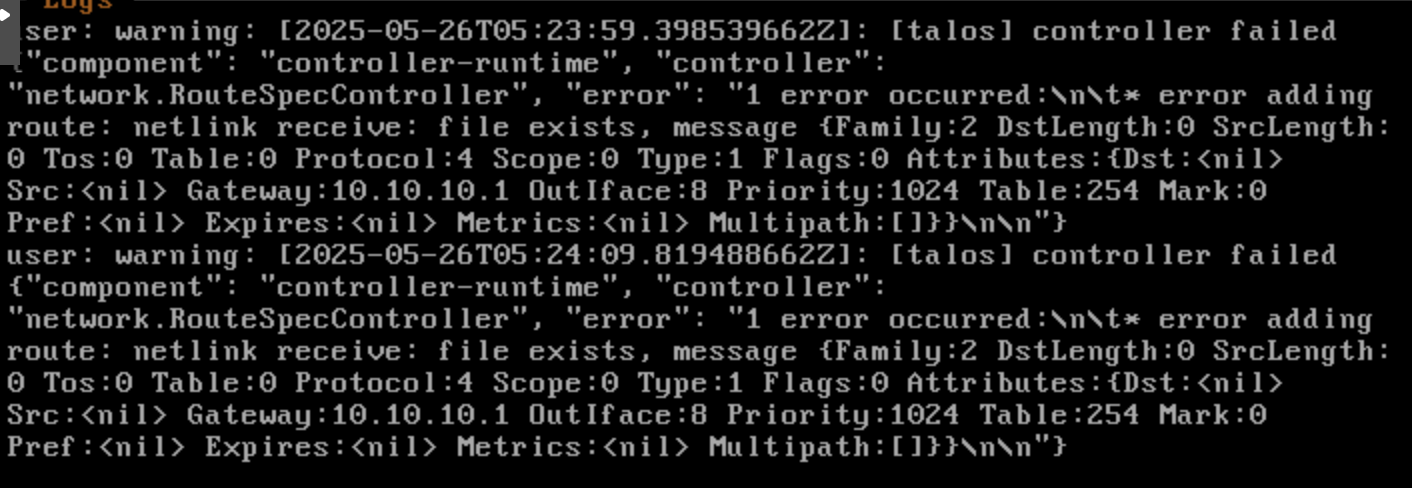 Logs
ser: warning: [2025-05-26T05:23:59.398539662Z]: [talos] controller failed
{"component": "controller-runtime", "controller":
"network.RouteSpecController", "error": "1 error occurred:\n\t* error adding
route: netlink receive: file exists, message {Family:2 DstLength:0 SrcLength:
0 Tos:0 Table:0 Protocol:4 Scope:0 Type:1 Flags:0 Attributes:{Dst:<nil>
Src:<nil> Gateway:10.10.10.1 OutIface:8 Priority:1024 Table:254 Mark:0
Pref:<nil> Expires:<nil> Metrics:<nil> Multipath:[]}}\n\n"}
user: warning: [2025-05-26T05:24:09.819488662Z]: [talos] controller failed
{"component": "controller-runtime", "controller":
"network.RouteSpecController", "error": "1 error occurred:\n\t* error adding
route: netlink receive: file exists, message {Family:2 DstLength:0 SrcLength:
0 Tos:0 Table:0 Protocol:4 Scope:0 Type:1 Flags:0 Attributes:{Dst:<nil>
Src:<nil> Gateway:10.10.10.1 OutIface:8 Priority:1024 Table:254 Mark:0
Pref:<nil> Expires:<nil> Metrics:<nil> Multipath:[]}}\n\n"}